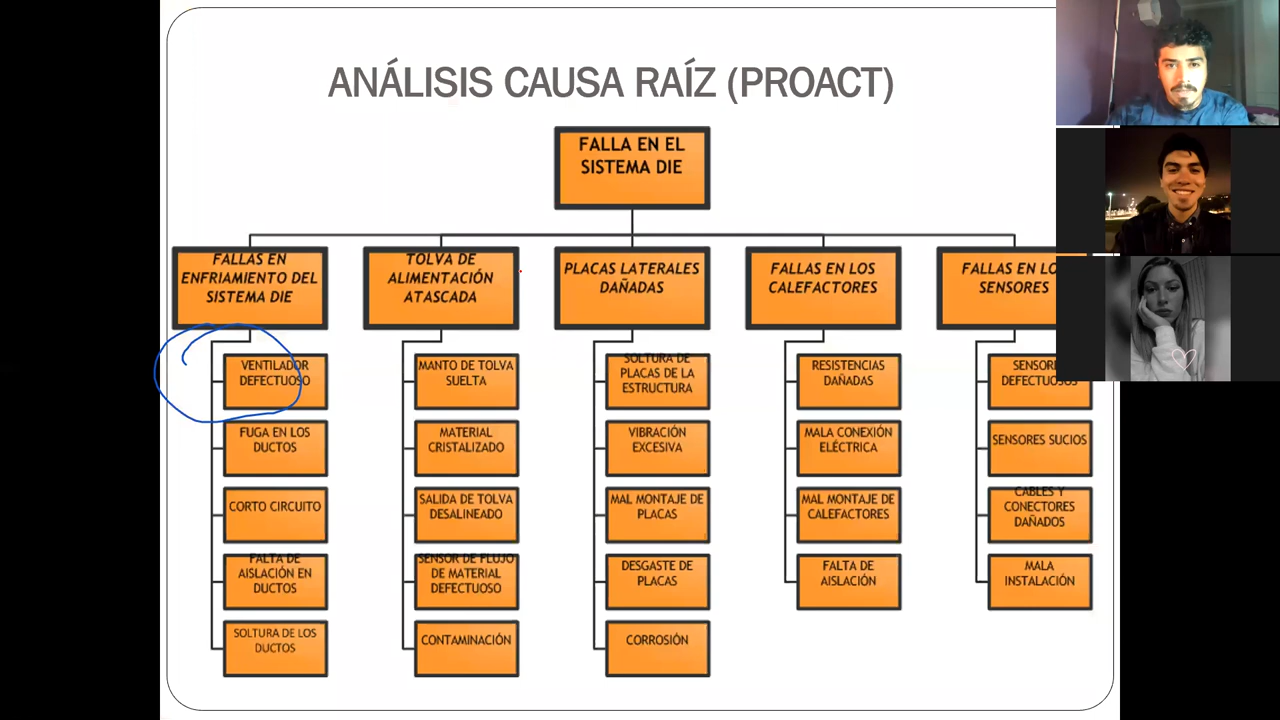 ANÁLISIS CAUSA RAÍZ (PROACT)
FALLA EN EL
SISTEMA DIE
FALLAS EN
ENFRIAMIENTO DEL
SISTEMA DIE
VENTILADOR
DEFECTUOSO
FUGA EN LOS
DUCTOS
CORTO CIRCUITO
FALTA DE
AISLACIÓN EN
DUCTOS
SOLTURA DE LOS
DUCTOS
TOLVA DE
ALIMENTACIÓN
ATASCADA
MANTO DE TOLVA
SUELTA
MATERIAL
CRISTALIZADO
SALIDA DE TOLVA
DESALINEADO
SENSOR DE FLUJO
DE MATERIAL
DEFECTUOSO
CONTAMINACIÓN
PLACAS LATERALES
DAÑADAS
SOLTURA DE
PLACAS DE LA
ESTRUCTURA
VIBRACIÓN
EXCESIVA
MAL MONTAJE DE
PLACAS
DESGASTE DE
PLACAS
CORROSIÓN
FALLAS EN LOS
CALEFACTORES
RESISTENCIAS
DAÑADAS
MALA CONEXIÓN
ELÉCTRICA
MAL MONTAJE DE
CALEFACTORES
FALTA DE
AISLACIÓN
FALLAS EN LO
SENSORES
SENSOR
DEFECTUOSOS
SENSORES SUCIOS
CABLES Y
CONECTORES
DAÑADOS
MALA
INSTALACIÓN